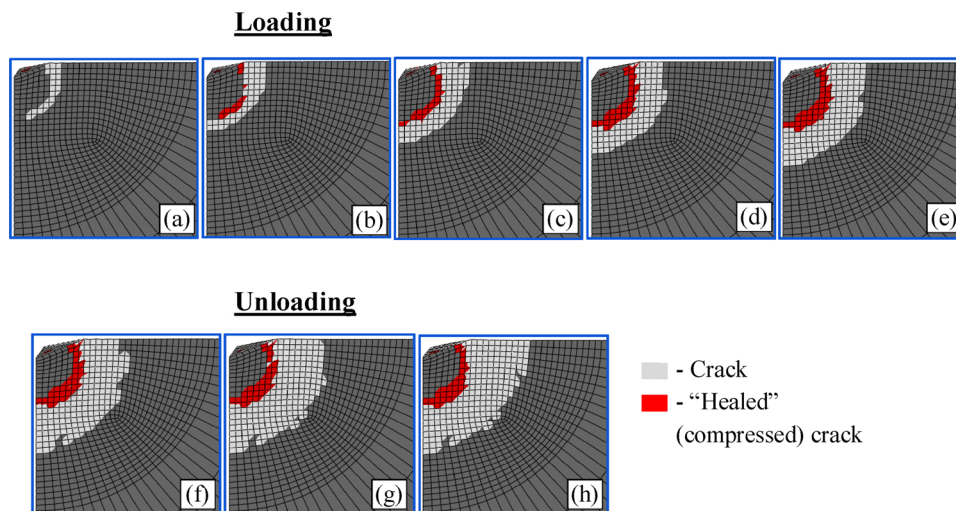 Loading
(a)
(b)
(c)
(d)
(e)
Unloading
(f)
(g)
(h)
- Crack
- “Healed”
(compressed) crack